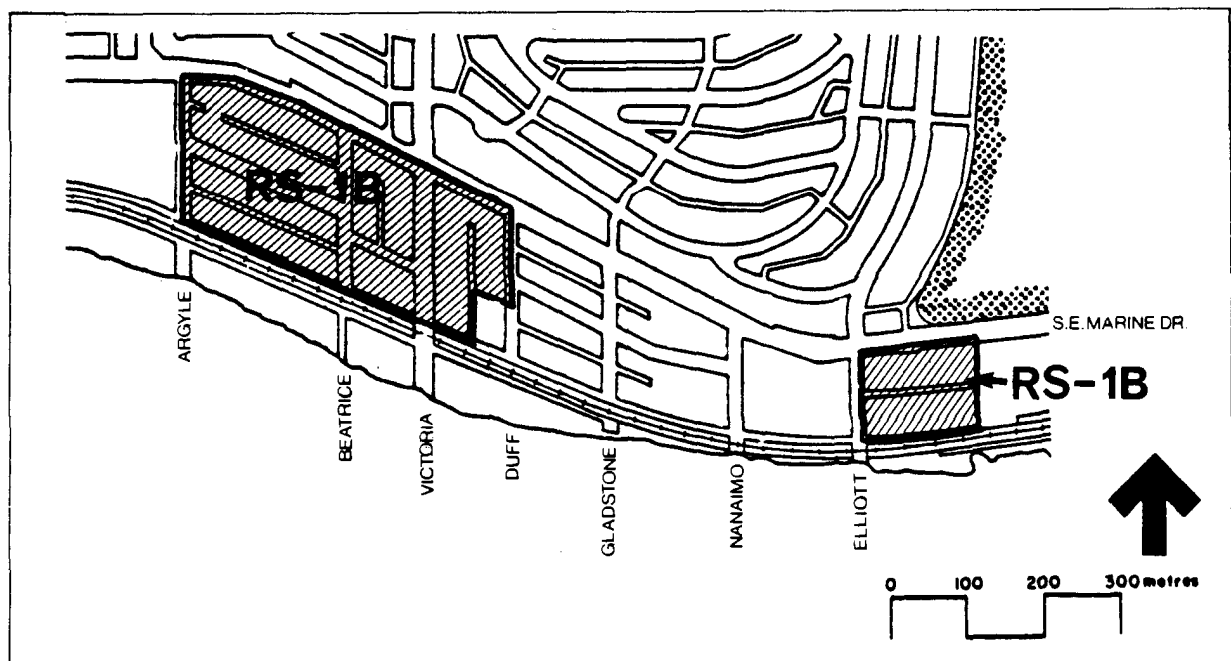 RS-1B
S.E. MARINE DR.
RS-1B
ARGYLE
BEATRICE
VICTORIA
DUFF
GLADSTONE
NANAIMO
ELLIOTT
0 100 200 300 metres